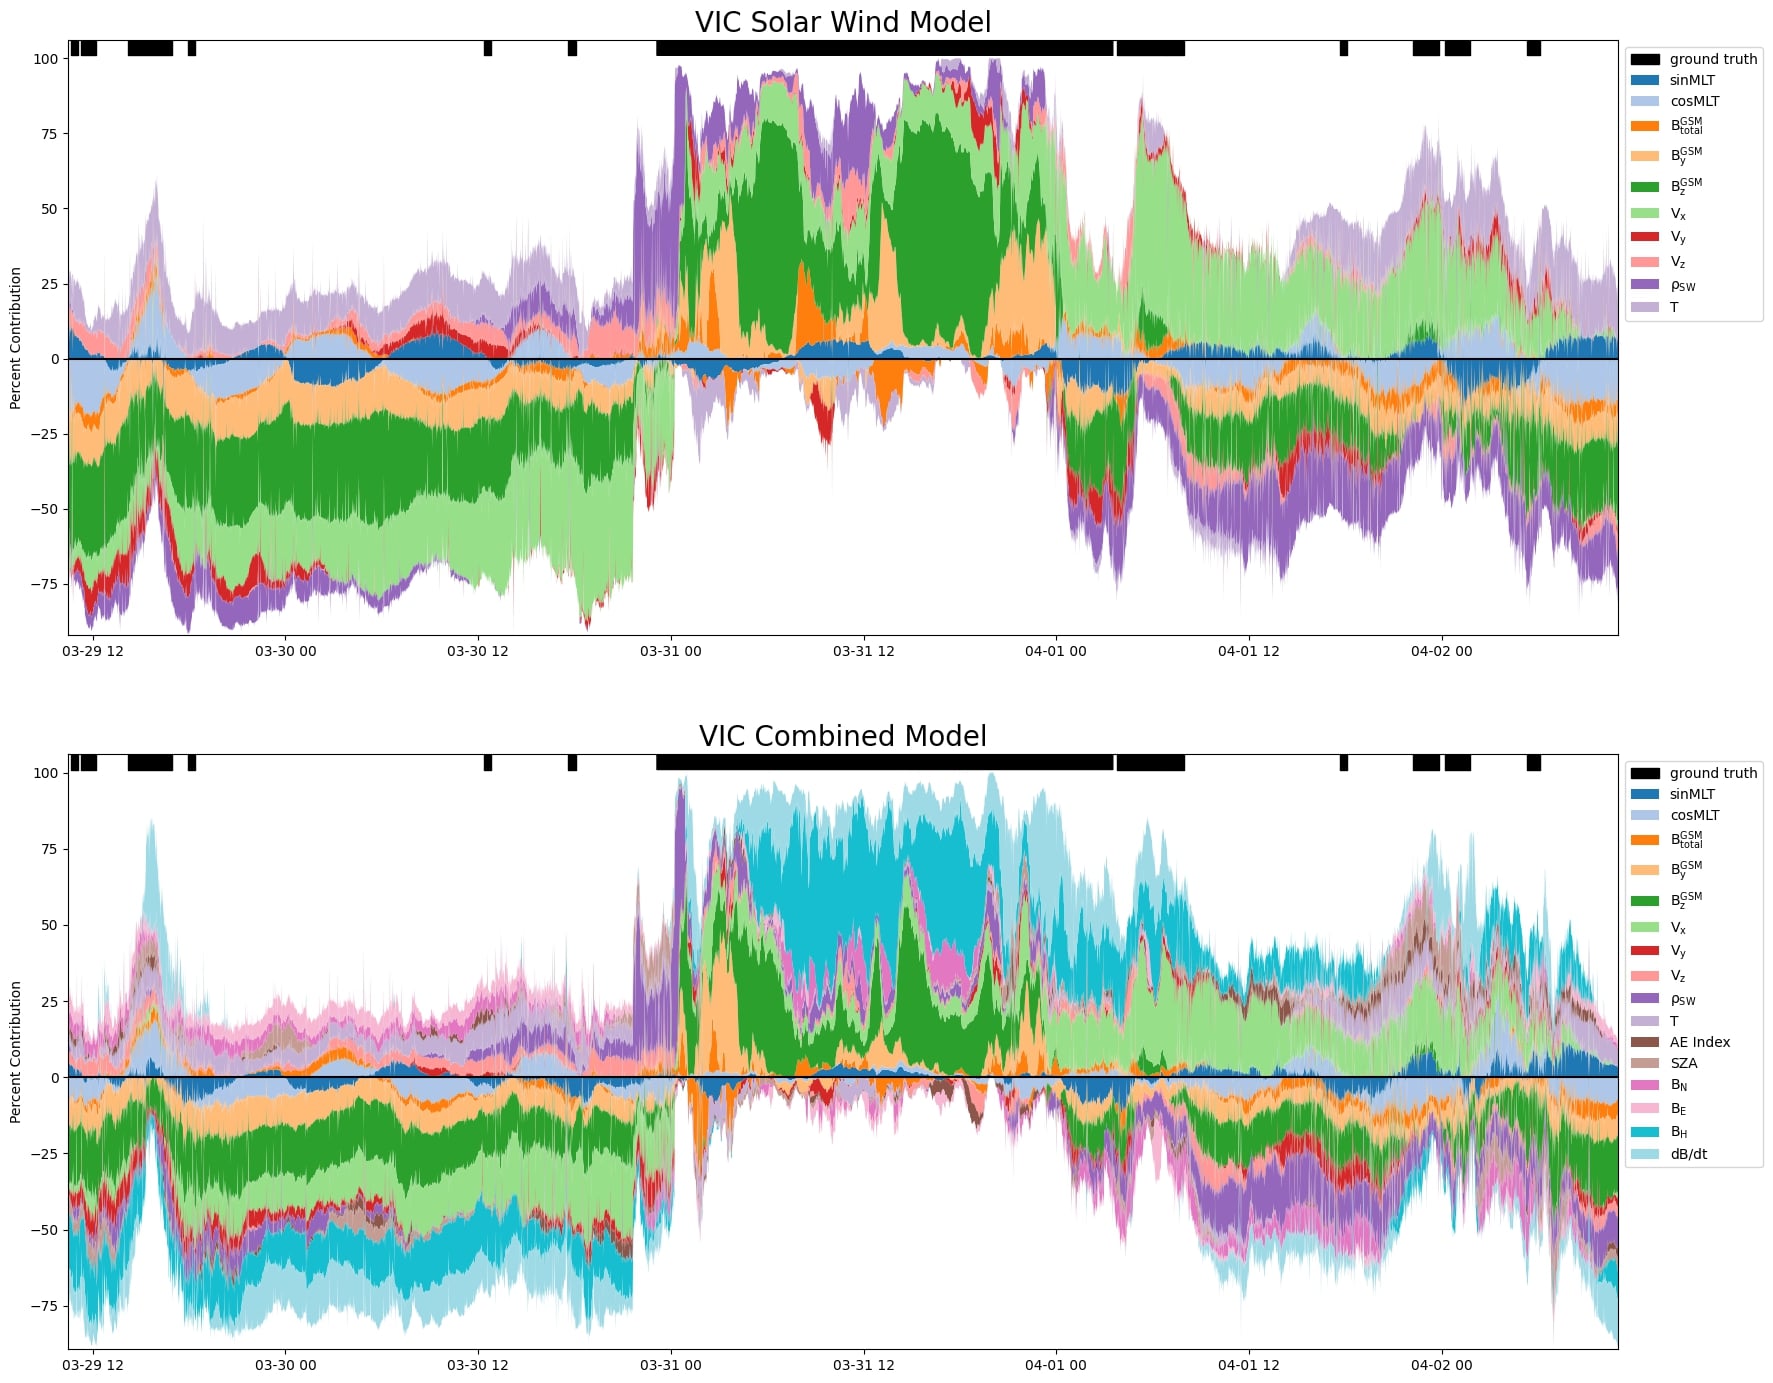 VIC Solar Wind Model
100
75
50
25
0
−25
−50
−75
Percent Contribution
03-29 12
03-30 00
03-30 12
03-31 00
03-31 12
04-01 00
04-01 12
04-02 00
ground truth
sinMLT
cosMLT
B_total^GSM
B_y^GSM
B_z^GSM
V_x
V_y
V_z
ρ_SW
T
VIC Combined Model
100
75
50
25
0
−25
−50
−75
Percent Contribution
03-29 12
03-30 00
03-30 12
03-31 00
03-31 12
04-01 00
04-01 12
04-02 00
ground truth
sinMLT
cosMLT
B_total^GSM
B_y^GSM
B_z^GSM
V_x
V_y
V_z
ρ_SW
T
AE Index
SZA
B_N
B_E
B_H
dB/dt